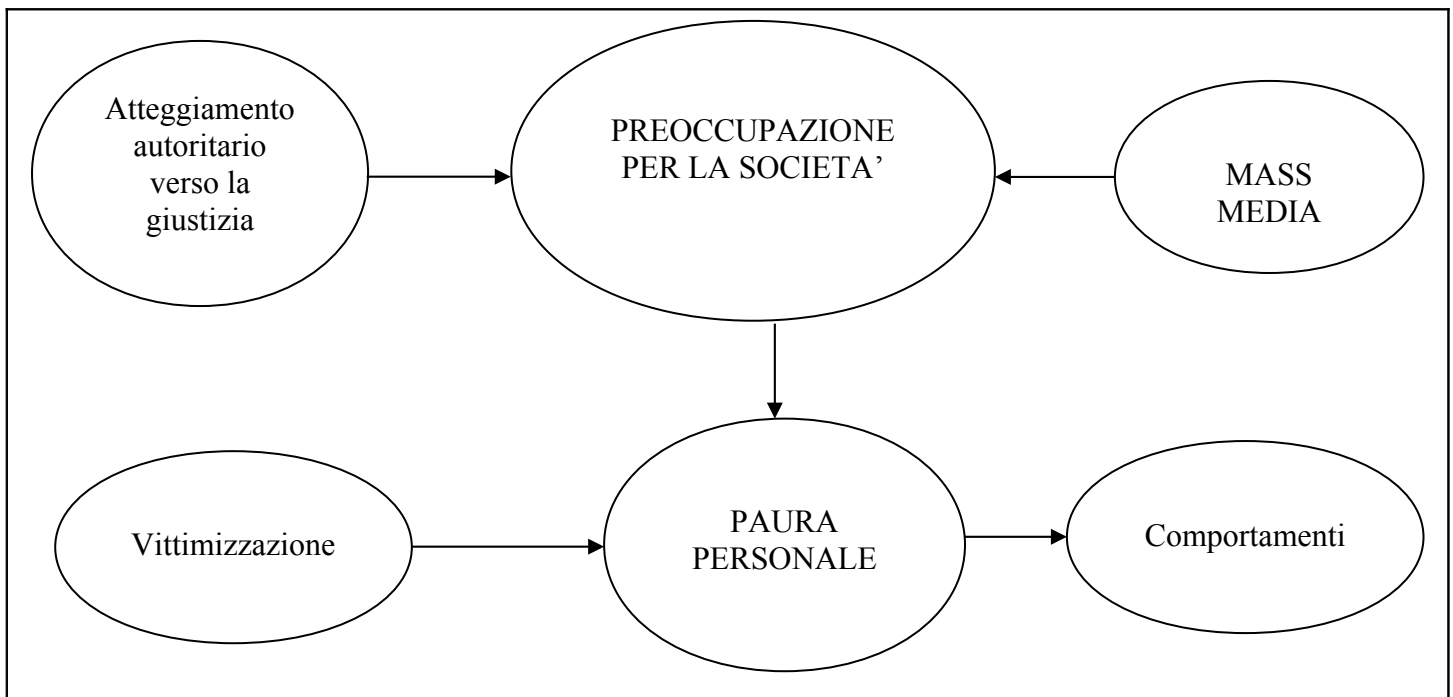 Atteggiamento
autoritario
verso la
giustizia
PREOCCUPAZIONE
PER LA SOCIETA’
MASS
MEDIA
Vittimizzazione
PAURA
PERSONALE
Comportamenti